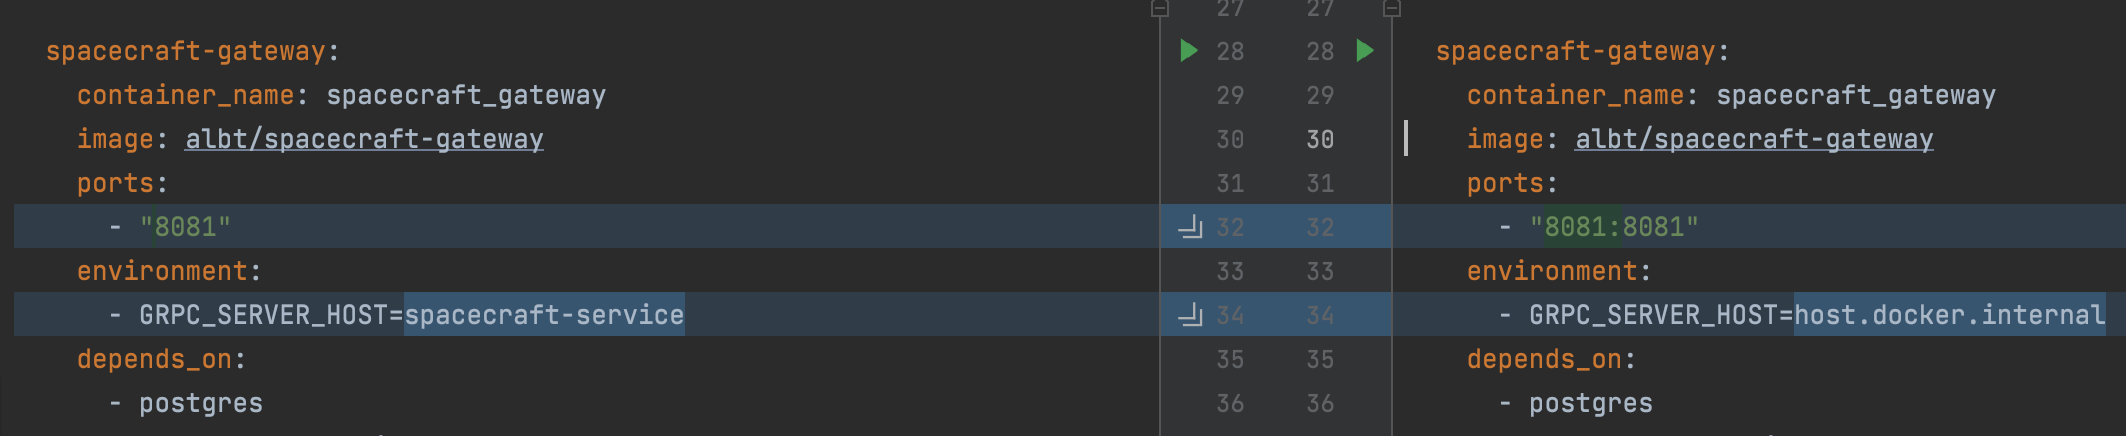 27 27
spacecraft-gateway: 28 28 spacecraft-gateway:
container_name: spacecraft_gateway 29 29 container_name: spacecraft_gateway
image: albt/spacecraft-gateway 30 30 image: albt/spacecraft-gateway
ports: 31 31 ports:
- "8081" 32 32 - "8081:8081"
environment: 33 33 environment:
- GRPC_SERVER_HOST=spacecraft-service 34 34 - GRPC_SERVER_HOST=host.docker.internal
depends_on: 35 35 depends_on:
- postgres 36 36 - postgres